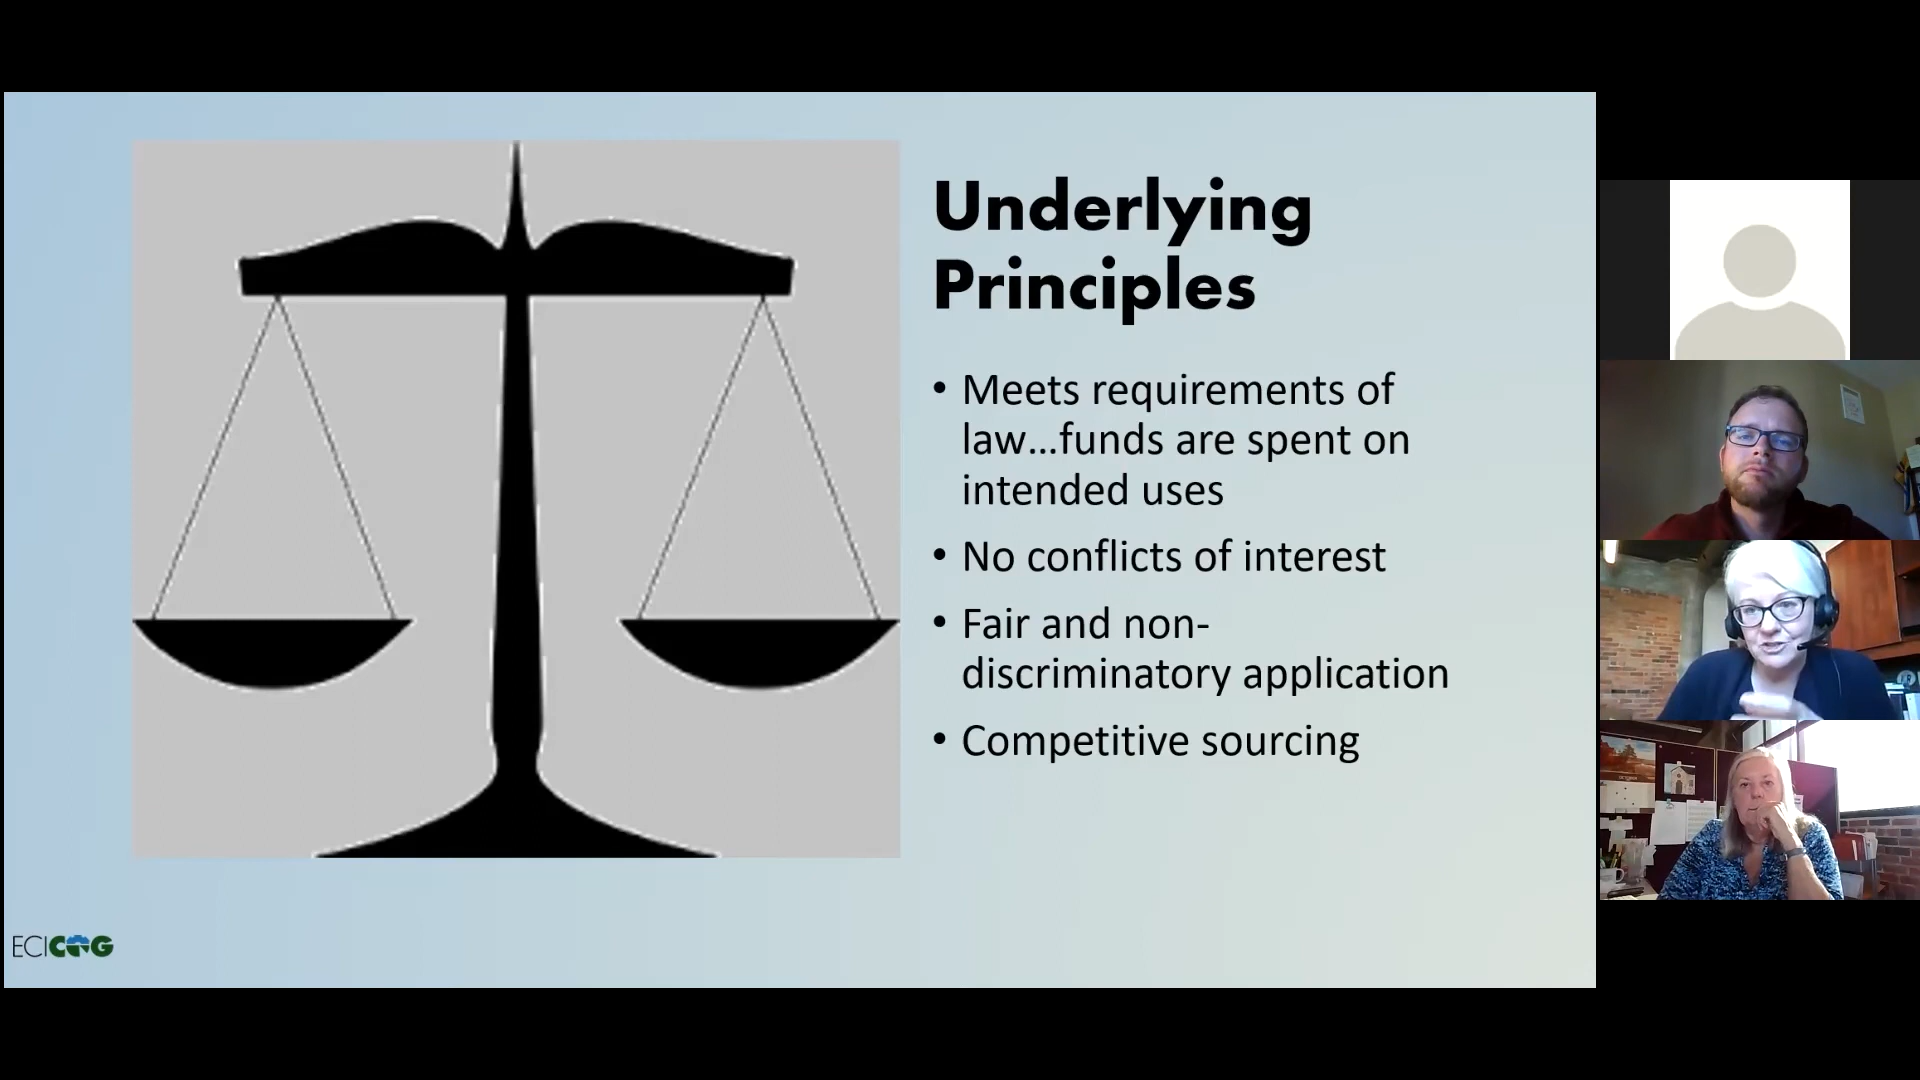 Underlying
Principles
• Meets requirements of
law...funds are spent on
intended uses
• No conflicts of interest
• Fair and non-
discriminatory application
• Competitive sourcing
ECICOG